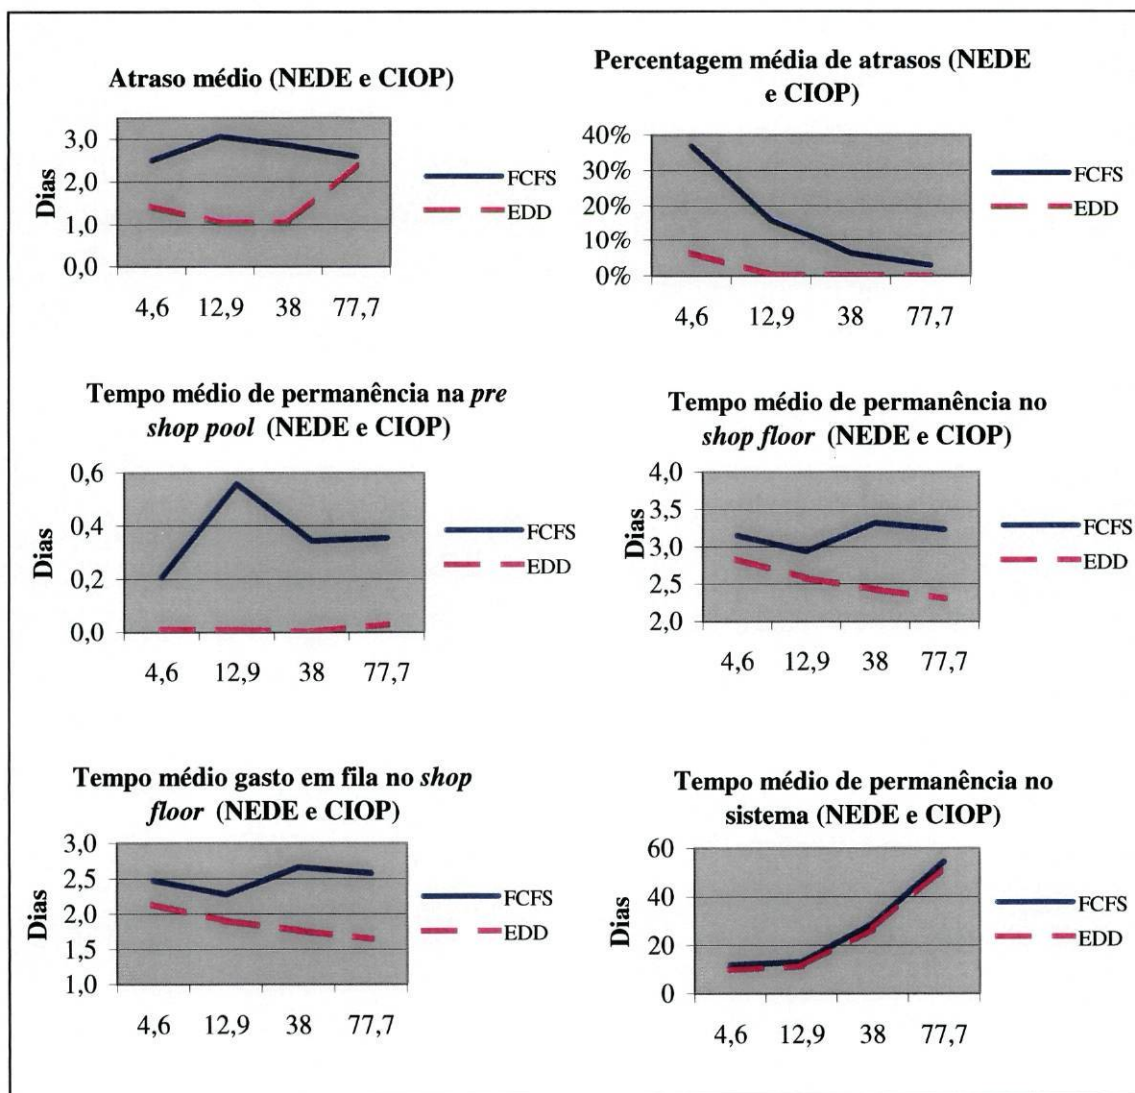 Atraso médio (NEDE e CIOP)
Dias
3,0
2,0
1,0
0,0
4,6 12,9 38 77,7
FCFS
EDD
Percentagem média de atrasos (NEDE
e CIOP)
40%
30%
20%
10%
0%
4,6 12,9 38 77,7
FCFS
EDD
Tempo médio de permanência na pre
shop pool (NEDE e CIOP)
Dias
0,6
0,4
0,2
0,0
4,6 12,9 38 77,7
FCFS
EDD
Tempo médio de permanência no
shop floor (NEDE e CIOP)
Dias
4,0
3,5
3,0
2,5
2,0
4,6 12,9 38 77,7
FCFS
EDD
Tempo médio gasto em fila no shop
floor (NEDE e CIOP)
Dias
3,0
2,5
2,0
1,5
1,0
4,6 12,9 38 77,7
FCFS
EDD
Tempo médio de permanência no
sistema (NEDE e CIOP)
Dias
60
40
20
0
4,6 12,9 38 77,7
FCFS
EDD